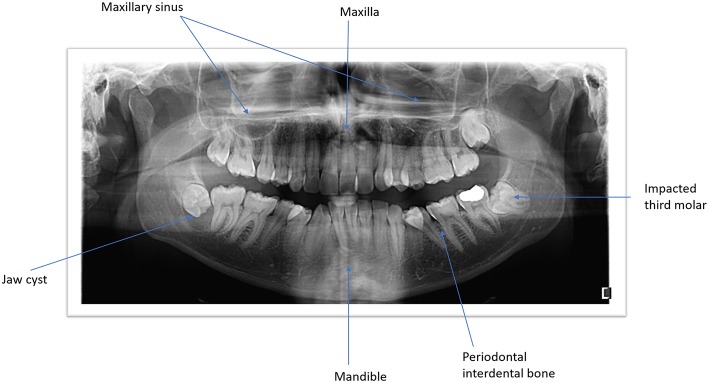 Maxillary sinus
Maxilla
Impacted
third molar
Jaw cyst
Periodontal
interdental bone
Mandible